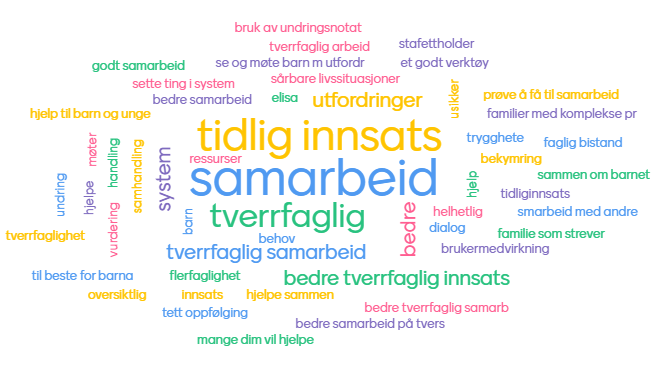 bruk av undringsnotat
tverrfaglig arbeid
stafettholder
godt samarbeid
se og møte barn m utfordr
et godt verktøy
sette ting i system
sårbare livssituasjoner
usikker
prøve å få til samarbeid
bedre samarbeid
elisa
utfordringer
hjelp til barn og unge
familier med komplekse pr
tidlig innsats
trygghete
faglig bistand
møter
handling
samhandling
system
ressurser
bekymring
samarbeid
hjelp
sammen om barnet
undring
hjelpe
tidliginnsats
vurdering
barn
tverrfaglig
bedre
helhetlig
smarbeid med andre
dialog
tverrfaglighet
behov
familie som strever
tverrfaglig samarbeid
brukermedvirkning
til beste for barna
flerfaglighet
bedre tverrfaglig innsats
oversiktlig
innsats
hjelpe sammen
tett oppfølging
bedre tverrfaglig samarb
bedre samarbeid på tvers
mange dim vil hjelpe